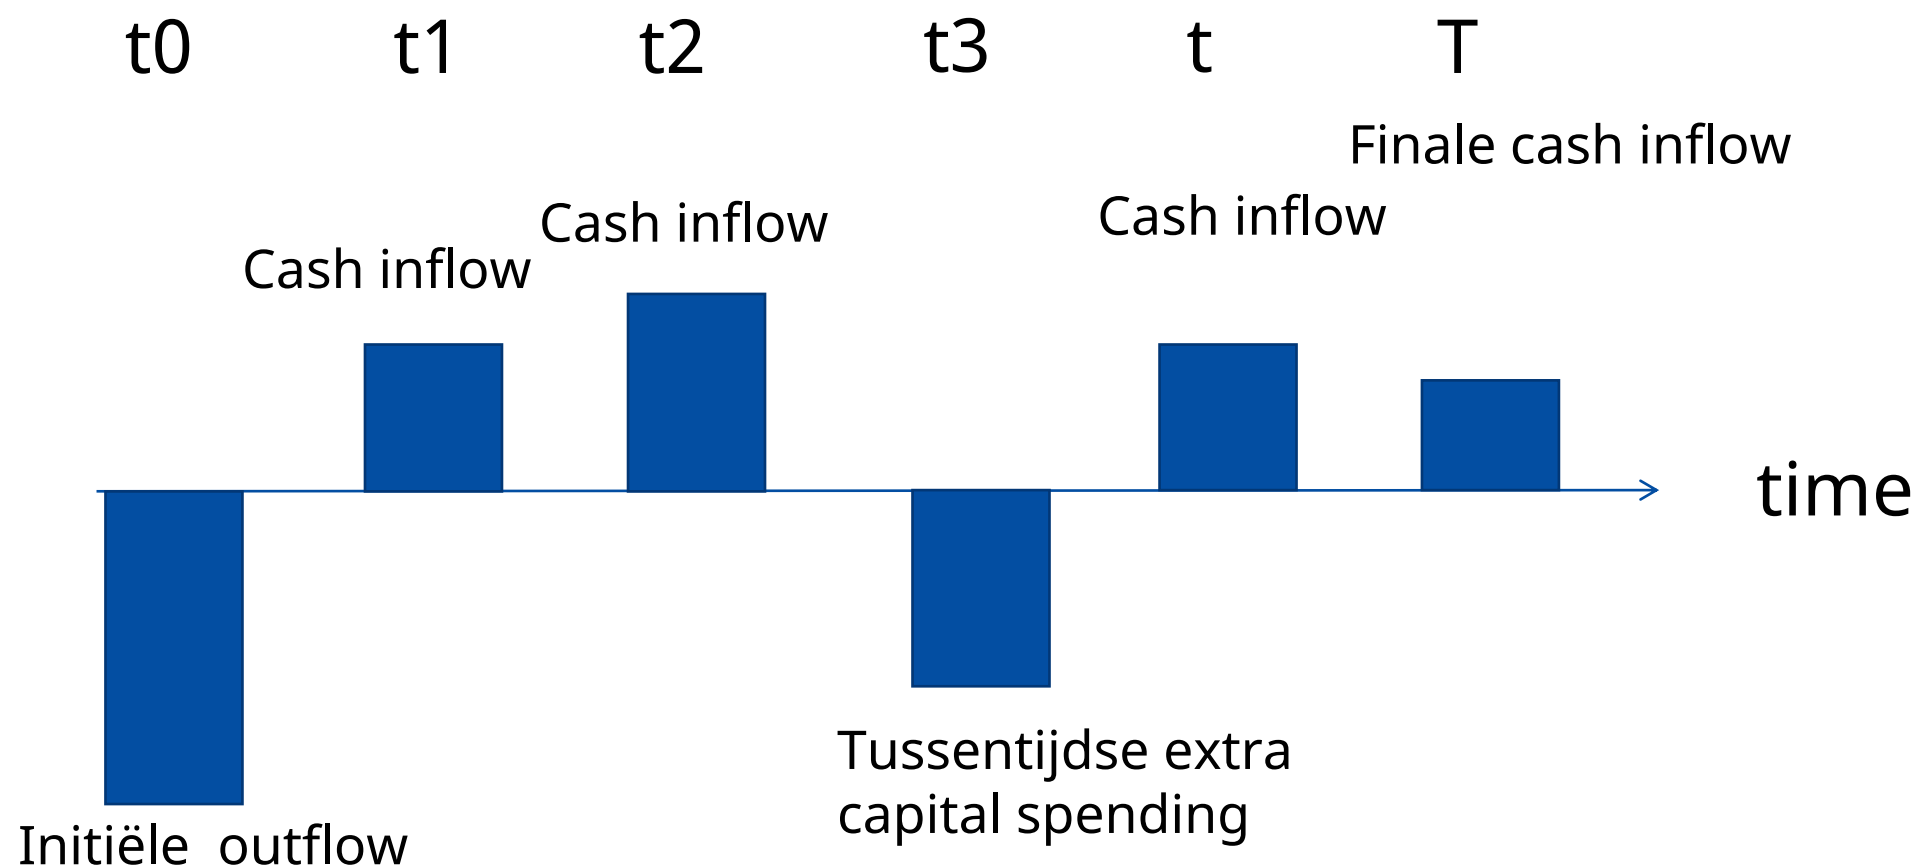 t0 t1 t2 t3 t T
Finale cash inflow
Cash inflow
Cash inflow
Cash inflow
time
Tussentijdse extra
capital spending
Initiële  outflow